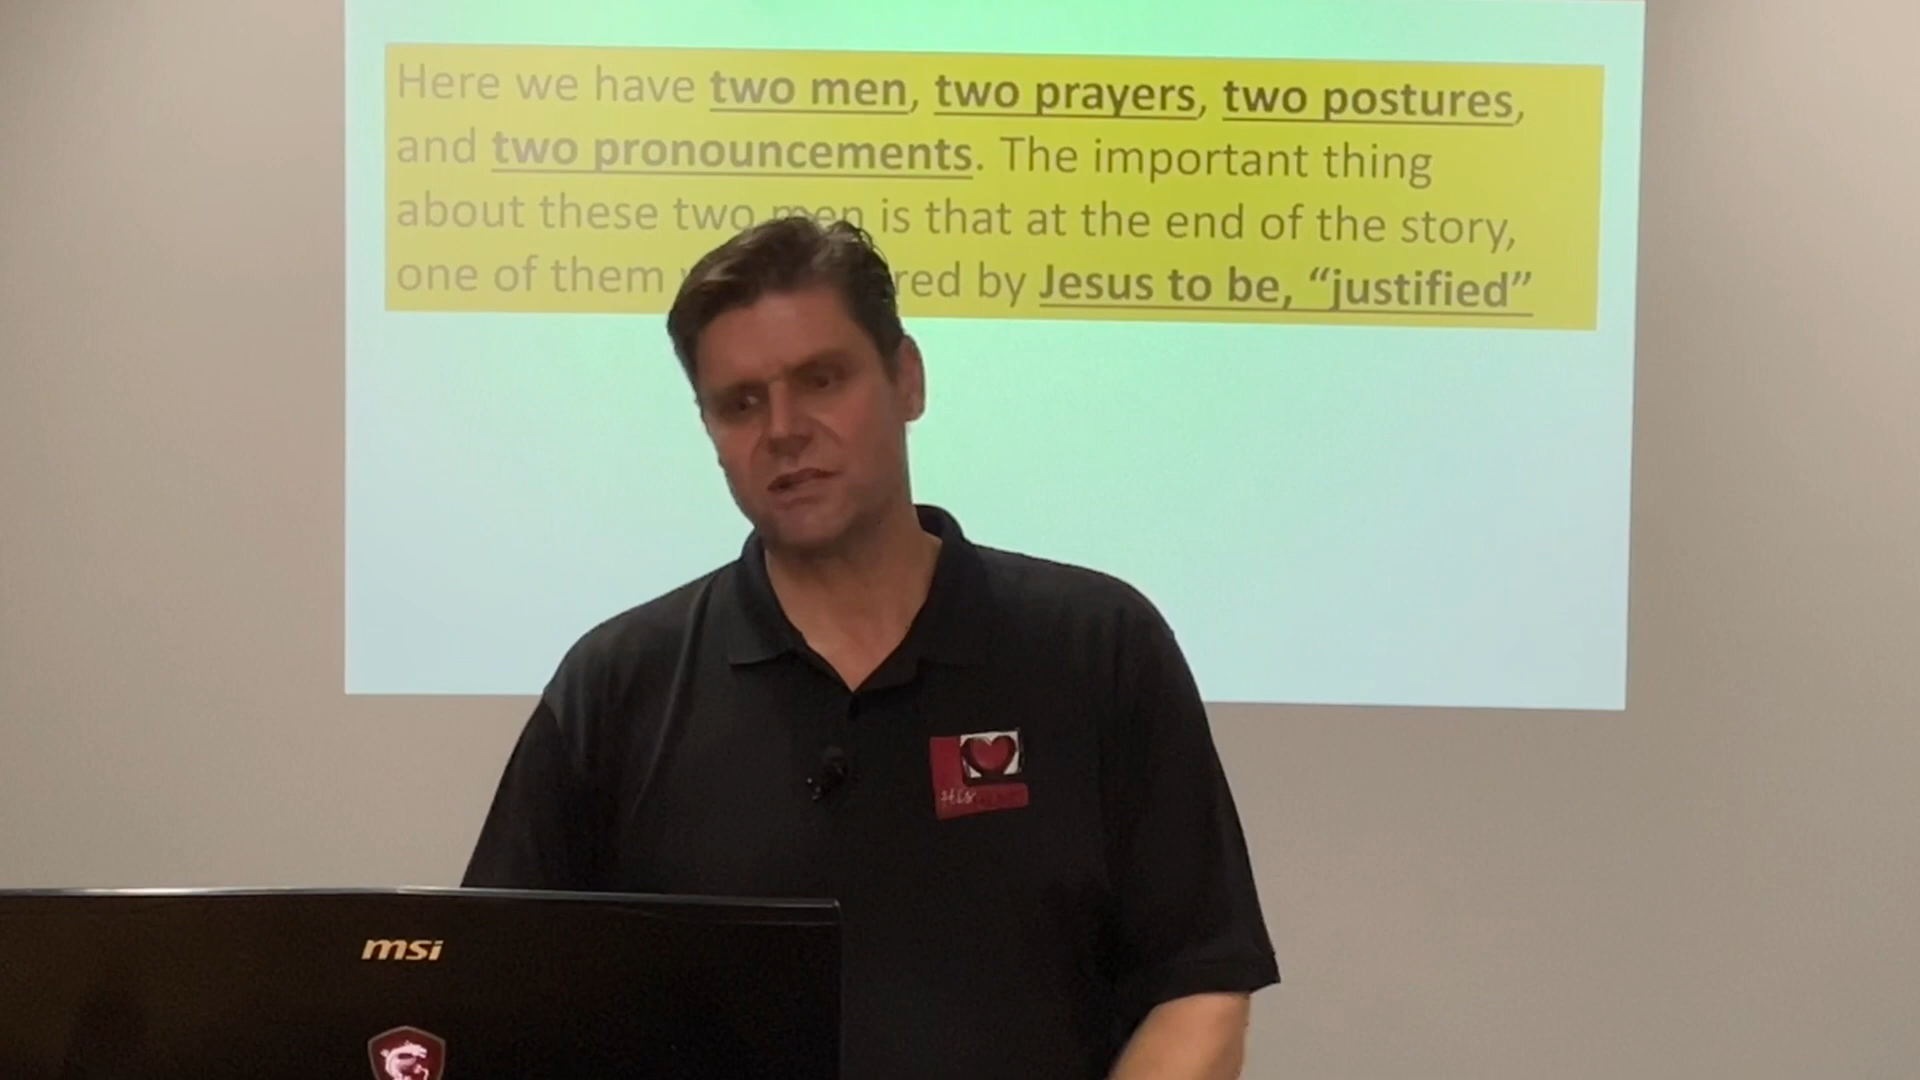 Here we have two men, two prayers, two postures,
and two pronouncements. The important thing
about these two men is that at the end of the story,
one of them red by Jesus to be, “justified”
His
msi